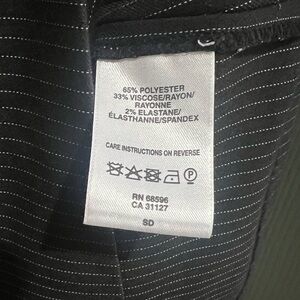 65% POLYESTER
33% VISCOSE/RAYON/
RAYONNE
2% ELASTANE/
ÉLASTHANNE/SPANDEX
CARE INSTRUCTIONS ON REVERSE
P
RN 68596
CA 31127
SD